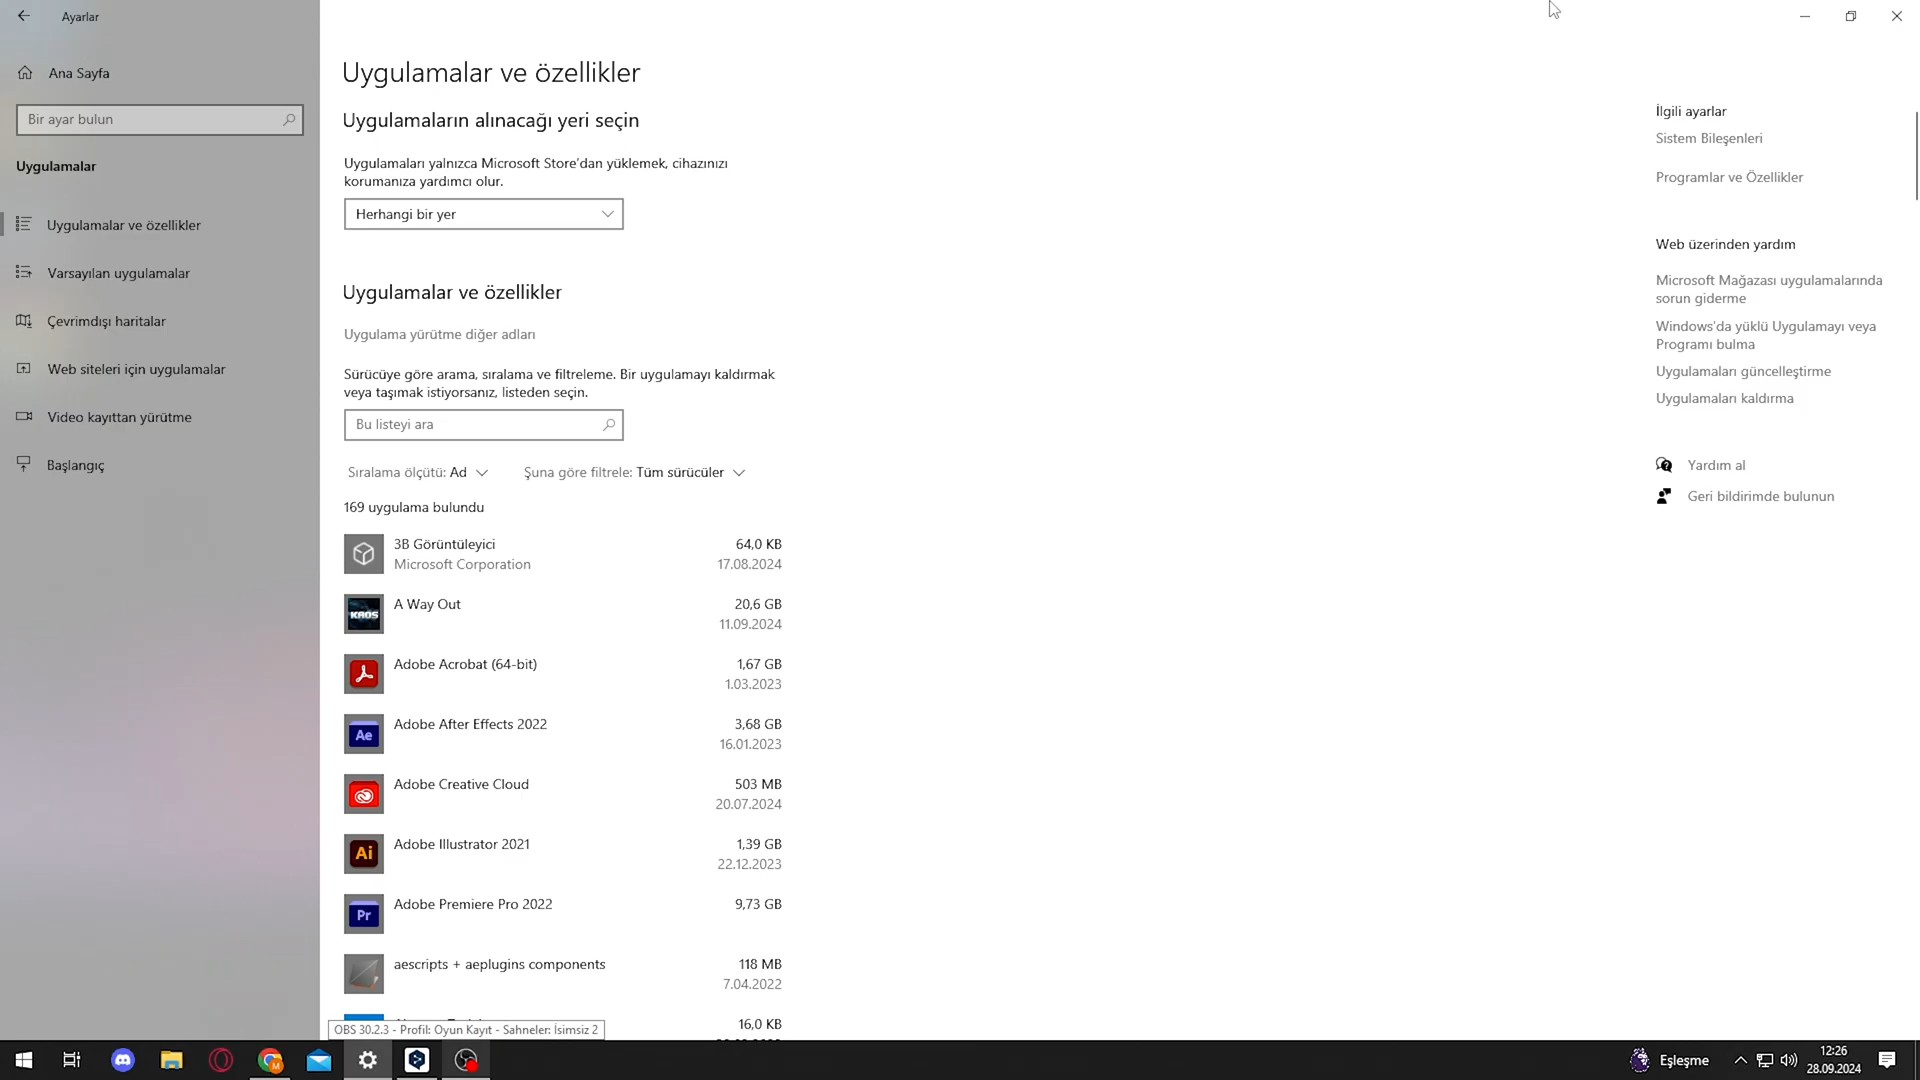 Ayarlar
Ana Sayfa
Bir ayar bulun
Uygulamalar
Uygulamalar ve özellikler
Varsayılan uygulamalar
Çevrimdışı haritalar
Web siteleri için uygulamalar
Video kayıttan yürütme
Başlangıç
Uygulamalar ve özellikler
Uygulamaların alınacağı yeri seçin
Uygulamaları yalnızca Microsoft Store'dan yüklemek, cihazınızı
korumanıza yardımcı olur.
Herhangi bir yer
Uygulamalar ve özellikler
Uygulama yürütme diğer adları
Sürücüye göre arama, sıralama ve filtreleme. Bir uygulamayı kaldırmak
veya taşımak istiyorsanız, listeden seçin.
Bu listeyi ara
Sıralama ölçütü: Ad Şuna göre filtrele: Tüm sürücüler
169 uygulama bulundu
3B Görüntüleyici 64,0 KB
Microsoft Corporation 17.08.2024
KAOS
A Way Out 20,6 GB
11.09.2024
Adobe Acrobat (64-bit) 1,67 GB
1.03.2023
Ae
Adobe After Effects 2022 3,68 GB
16.01.2023
Adobe Creative Cloud 503 MB
20.07.2024
Ai
Adobe Illustrator 2021 1,39 GB
22.12.2023
Pr
Adobe Premiere Pro 2022 9,73 GB
aescripts + aeplugins components 118 MB
7.04.2022
16,0 KB
OBS 30.2.3 - Profil: Oyun Kayıt - Sahneler: İsimsiz 2
İlgili ayarlar
Sistem Bileşenleri
Programlar ve Özellikler
Web üzerinden yardım
Microsoft Mağazası uygulamalarında
sorun giderme
Windows'da yüklü Uygulamayı veya
Programı bulma
Uygulamaları güncelleştirme
Uygulamaları kaldırma
Yardım al
Geri bildirimde bulunun
M
Eşleşme
12:26
28.09.2024